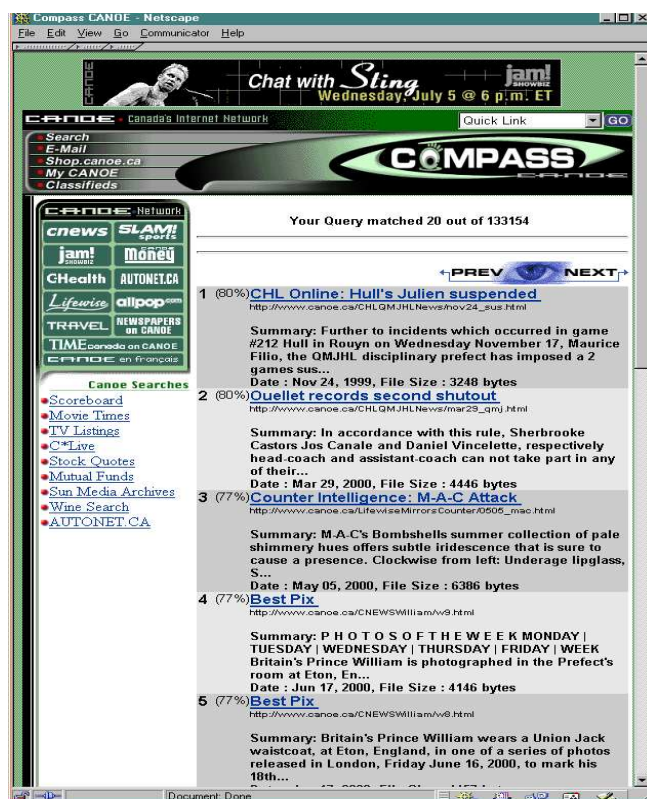 Compass CANOE - Netscape
File Edit View Go Communicator Help
CANOE
Chat with Sting
Wednesday, July 5 @ 6 p.m. ET
jam!
SHOWBIZ
CANOE • Canada's Internet Network
Quick Link
GO
Search
E-Mail
Shop.canoe.ca
My CANOE
Classifieds
COMPASS
CANOE
CANOE Network
cnews SLAM! sports
jam! SHOWBIZ money
CHealth AUTONET.CA
Lifewise allpop.com
TRAVEL NEWSPAPERS on CANOE
TIME canada on CANOE
CANOE en français
Canoe Searches
Scoreboard
Movie Times
TV Listings
C*Live
Stock Quotes
Mutual Funds
Sun Media Archives
Wine Search
AUTONET.CA
Your Query matched 20 out of 133154
PREV NEXT
1 (80%) CHL Online: Hull's Julien suspended
http://www.canoe.ca/CHLQMJHLNews/nov24_sus.html
Summary: Further to incidents which occurred in game
#212 Hull in Rouyn on Wednesday November 17, Maurice
Filio, the QMJHL disciplinary prefect has imposed a 2
games sus...
Date : Nov 24, 1999, File Size : 3248 bytes
2 (80%) Ouellet records second shutout
http://www.canoe.ca/CHLQMJHLNews/mar29_qmj.html
Summary: In accordance with this rule, Sherbrooke
Castors Jos Canale and Daniel Vincelette, respectively
head-coach and assistant-coach can not take part in any
of their...
Date : Mar 29, 2000, File Size : 4446 bytes
3 (77%) Counter Intelligence: M-A-C Attack
http://www.canoe.ca/LifewiseMirrorsCounter/0505_mac.html
Summary: M-A-C's Bombshells summer collection of pale
shimmery hues offers subtle iridescence that is sure to
cause a presence. Clockwise from left: Underage lipglass,
S...
Date : May 05, 2000, File Size : 6386 bytes
4 (77%) Best Pix
http://www.canoe.ca/CNEWSWilliam/w9.html
Summary: P H O T O S O F T H E W E E K MONDAY |
TUESDAY | WEDNESDAY | THURSDAY | FRIDAY | WEEK
Britain's Prince William is photographed in the Prefect's
room at Eton, En...
Date : Jun 17, 2000, File Size : 4146 bytes
5 (77%) Best Pix
http://www.canoe.ca/CNEWSWilliam/w8.html
Summary: Britain's Prince William wears a Union Jack
waistcoat, at Eton, England, in one of a series of photos
released in London, Friday June 16, 2000, to mark his
18th...
Document: Done